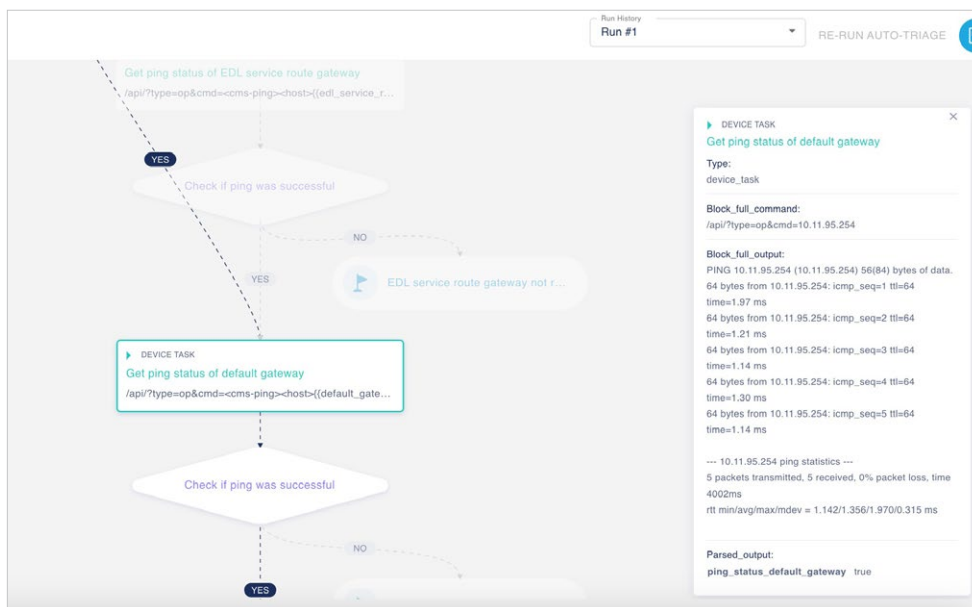 Run History
Run #1
RE-RUN AUTO-TRIAGE
Get ping status of EDL service route gateway
/api/?type=op&cmd=<cms-ping><host>{{edl_service_r...
YES
Check if ping was successful
NO
YES
EDL service route gateway not r...
DEVICE TASK
Get ping status of default gateway
/api/?type=op&cmd=<cms-ping><host>{{default_gate...
Check if ping was successful
NO
YES
DEVICE TASK
Get ping status of default gateway
Type:
device_task
Block_full_command:
/api/?type=op&cmd=10.11.95.254
Block_full_output:
PING 10.11.95.254 (10.11.95.254) 56(84) bytes of data.
64 bytes from 10.11.95.254: icmp_seq=1 ttl=64
time=1.97 ms
64 bytes from 10.11.95.254: icmp_seq=2 ttl=64
time=1.21 ms
64 bytes from 10.11.95.254: icmp_seq=3 ttl=64
time=1.14 ms
64 bytes from 10.11.95.254: icmp_seq=4 ttl=64
time=1.30 ms
64 bytes from 10.11.95.254: icmp_seq=5 ttl=64
time=1.14 ms
--- 10.11.95.254 ping statistics ---
5 packets transmitted, 5 received, 0% packet loss, time
4002ms
rtt min/avg/max/mdev = 1.142/1.356/1.970/0.315 ms
Parsed_output:
ping_status_default_gateway true